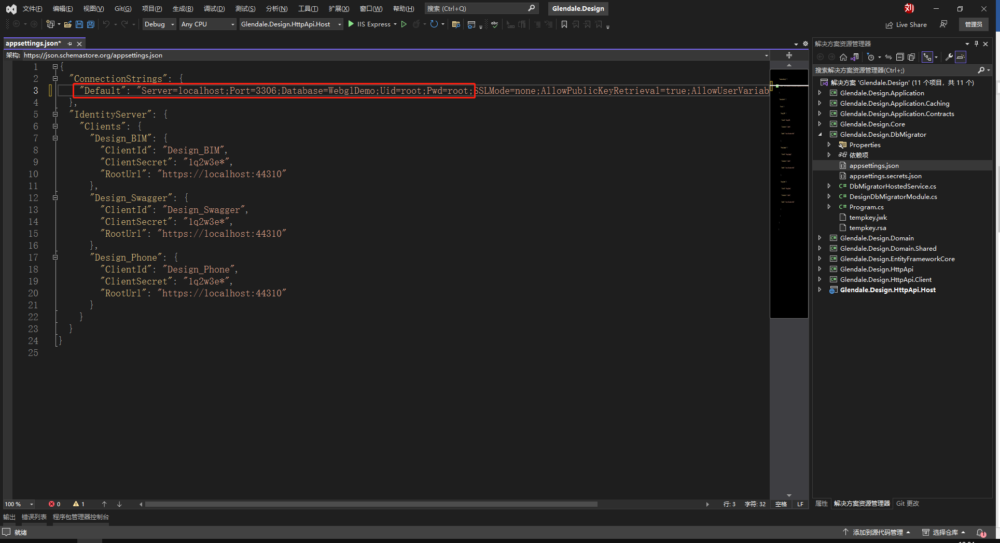 文件(F) 编辑(E) 视图(V) Git(G) 项目(P) 生成(B) 调试(D) 测试(S) 分析(N) 工具(T) 扩展(X) 窗口(W) 帮助(H) 搜索 (Ctrl+Q) Glendale.Design 刘
Debug Any CPU Glendale.Design.HttpApi.Host IIS Express Live Share 管理员
appsettings.json*
架构: https://json.schemastore.org/appsettings.json
1 {
2 "ConnectionStrings": {
3 "Default": "Server=localhost;Port=3306;Database=WebglDemo;Uid=root;Pwd=root;SSLMode=none;AllowPublicKeyRetrieval=true;AllowUserVariab
4 },
5 "IdentityServer": {
6 "Clients": {
7 "Design_BIM": {
8 "ClientId": "Design_BIM",
9 "ClientSecret": "1q2w3e*",
10 "RootUrl": "https://localhost:44310"
11 },
12 "Design_Swagger": {
13 "ClientId": "Design_Swagger",
14 "ClientSecret": "1q2w3e*",
15 "RootUrl": "https://localhost:44310"
16 },
17 "Design_Phone": {
18 "ClientId": "Design_Phone",
19 "ClientSecret": "1q2w3e*",
20 "RootUrl": "https://localhost:44310"
21 }
22 }
23 }
24 }
25
100 % 0 1 行: 3 字符: 32 空格 LF
输出 错误列表 程序包管理器控制台
解决方案资源管理器
搜索解决方案资源管理器(Ctrl+;)
解决方案 'Glendale.Design' (11 个项目, 共 11 个)
Glendale.Design.Application
Glendale.Design.Application.Caching
Glendale.Design.Application.Contracts
Glendale.Design.Core
Glendale.Design.DbMigrator
Properties
依赖项
appsettings.json
appsettings.secrets.json
C# DbMigratorHostedService.cs
C# DesignDbMigratorModule.cs
C# Program.cs
tempkey.jwk
tempkey.rsa
Glendale.Design.Domain
Glendale.Design.Domain.Shared
Glendale.Design.EntityFrameworkCore
Glendale.Design.HttpApi
Glendale.Design.HttpApi.Client
Glendale.Design.HttpApi.Host
属性 解决方案资源管理器 Git 更改
就绪 添加到源代码管理 选择仓库 1